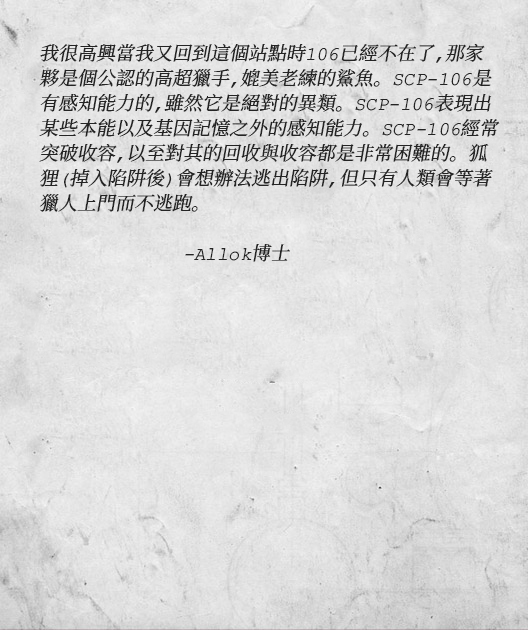 我很高興當我又回到這個站點時106已經不在了,那家
夥是個公認的高超獵手,媲美老練的鯊魚。SCP-106是
有感知能力的,雖然它是絕對的異類。SCP-106表現出
某些本能以及基因記憶之外的感知能力。SCP-106經常
突破收容,以至對其的回收與收容都是非常困難的。狐
狸(掉入陷阱後)會想辦法逃出陷阱,但只有人類會等著
獵人上門而不逃跑。
-Allok博士